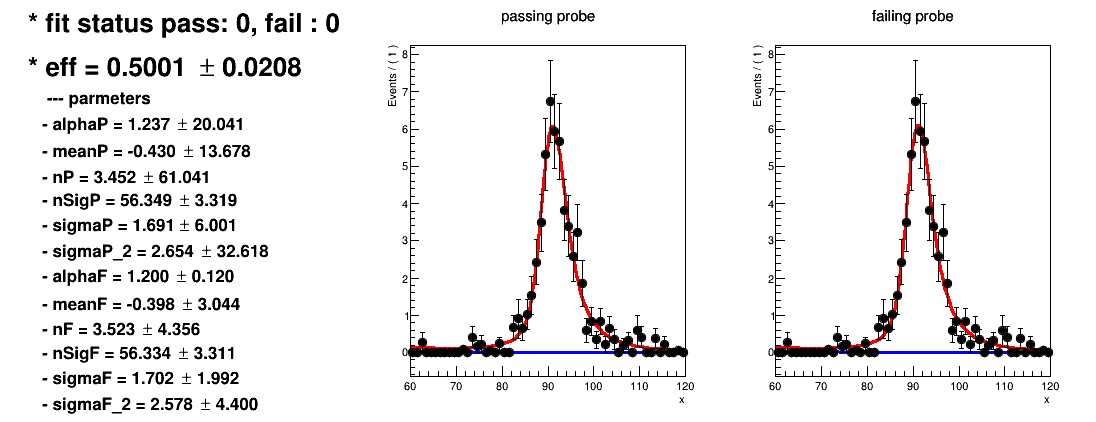 * fit status pass: 0, fail : 0
* eff = 0.5001 ± 0.0208
--- parmeters
- alphaP = 1.237 ± 20.041
- meanP = -0.430 ± 13.678
- nP = 3.452 ± 61.041
- nSigP = 56.349 ± 3.319
- sigmaP = 1.691 ± 6.001
- sigmaP_2 = 2.654 ± 32.618
- alphaF = 1.200 ± 0.120
- meanF = -0.398 ± 3.044
- nF = 3.523 ± 4.356
- nSigF = 56.334 ± 3.311
- sigmaF = 1.702 ± 1.992
- sigmaF_2 = 2.578 ± 4.400
passing probe
Events / ( 1 )
8
7
6
5
4
3
2
1
0
60 70 80 90 100 110 120
x
failing probe
Events / ( 1 )
8
7
6
5
4
3
2
1
0
60 70 80 90 100 110 120
x